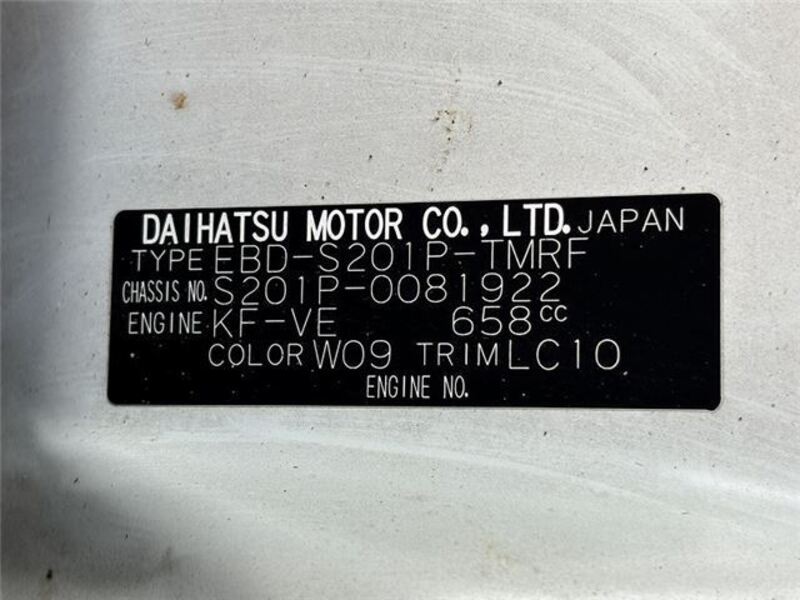 DAIHATSU MOTOR CO., LTD. JAPAN
TYPE EBD-S201P-TMRF
CHASSIS NO. S201P-0081922
ENGINE KF-VE 658cc
COLOR W09 TRIM LC10
ENGINE NO.